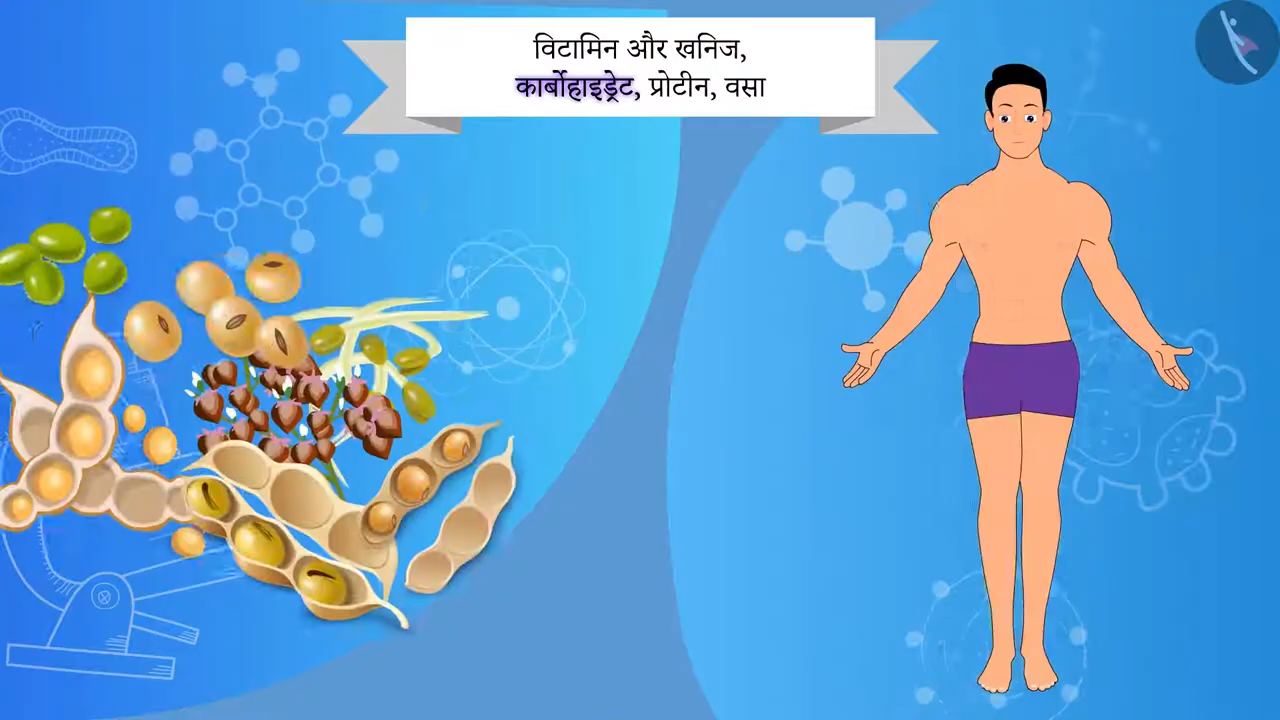 विटामिन और खनिज,
कार्बोहाइड्रेट, प्रोटीन, वसा